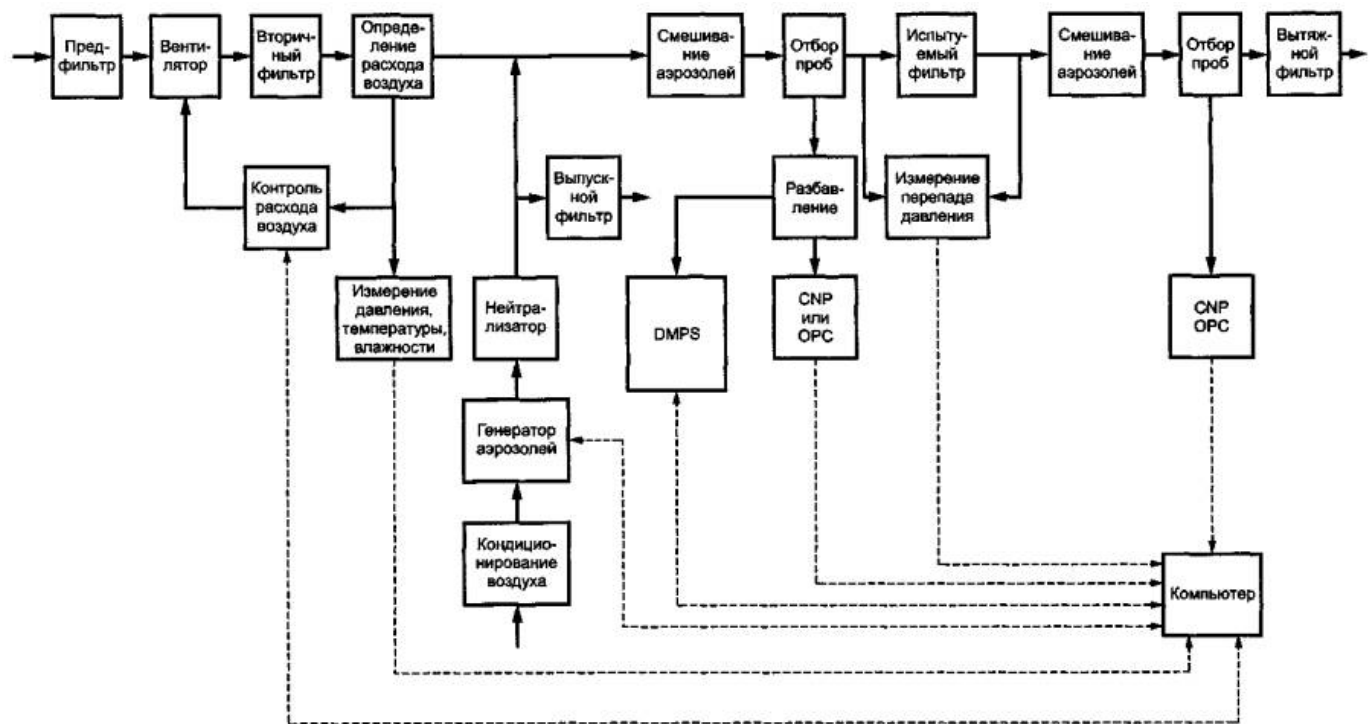 Пред-
фильтр
Венти-
лятор
Вторич-
ный
фильтр
Опреде-
ление
расхода
воздуха
Смешива-
ние
аэрозолей
Отбор
проб
Испыту-
емый
фильтр
Смешива-
ние
аэрозолей
Отбор
проб
Вытяж-
ной
фильтр
Контроль
расхода
воздуха
Выпуск-
ной
фильтр
Разбав-
ление
Измерение
перепада
давления
Измерение
давления,
температуры,
влажности
Нейтра-
лизатор
DMPS
CNP
или
OPC
CNP
OPC
Генератор
аэрозолей
Кондицио-
нирование
воздуха
Компьютер